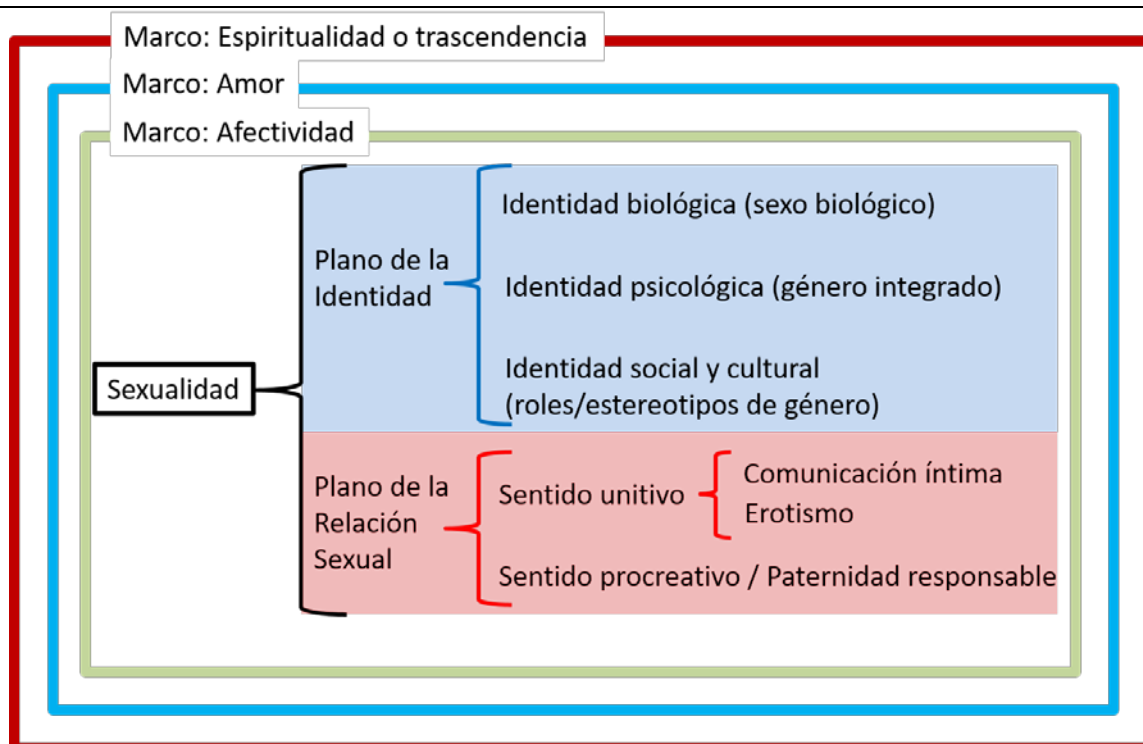 Marco: Espiritualidad o trascendencia
Marco: Amor
Marco: Afectividad
Sexualidad
Plano de la
Identidad
Identidad biológica (sexo biológico)
Identidad psicológica (género integrado)
Identidad social y cultural
(roles/estereotipos de género)
Plano de la
Relación
Sexual
Sentido unitivo
Comunicación íntima
Erotismo
Sentido procreativo / Paternidad responsable